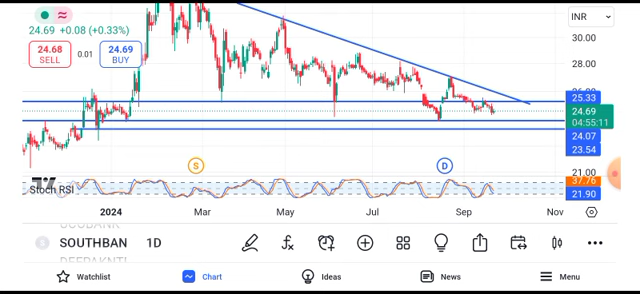 INR
24.69 +0.08 (+0.33%)
30.00
24.68
SELL
0.01
24.69
BUY
28.00
25.33
24.69
04:55:11
24.07
23.54
S
D
21.00
37.76
Stoch RSI
21.90
2024
Mar
May
Jul
Sep
Nov
SOUTHBAN
1D
Watchlist
Chart
Ideas
News
Menu